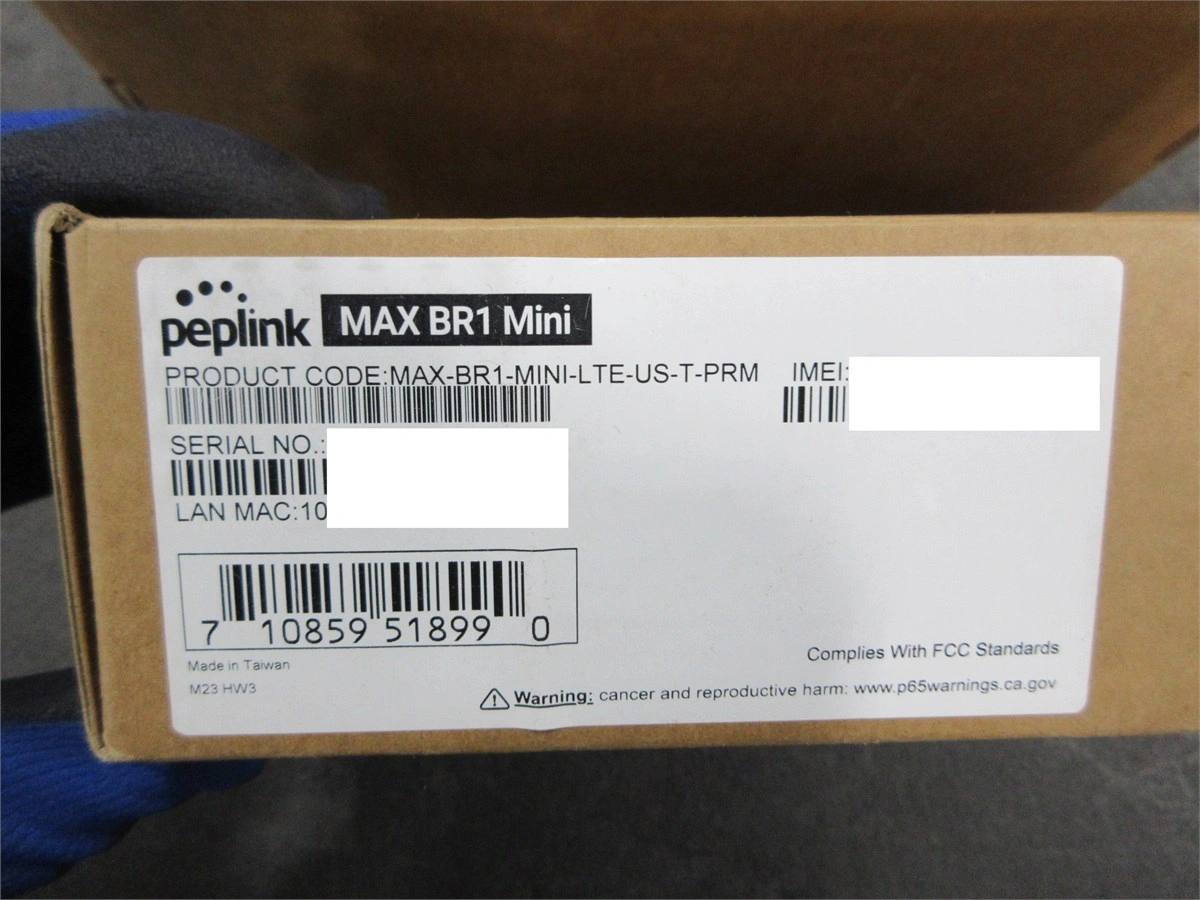 peplink MAX BR1 Mini
PRODUCT CODE:MAX-BR1-MINI-LTE-US-T-PRM IMEI:
SERIAL NO.:
LAN MAC:10
7 10859 51899 0
Made in Taiwan
M23 HW3
Complies With FCC Standards
Warning: cancer and reproductive harm: www.p65warnings.ca.gov